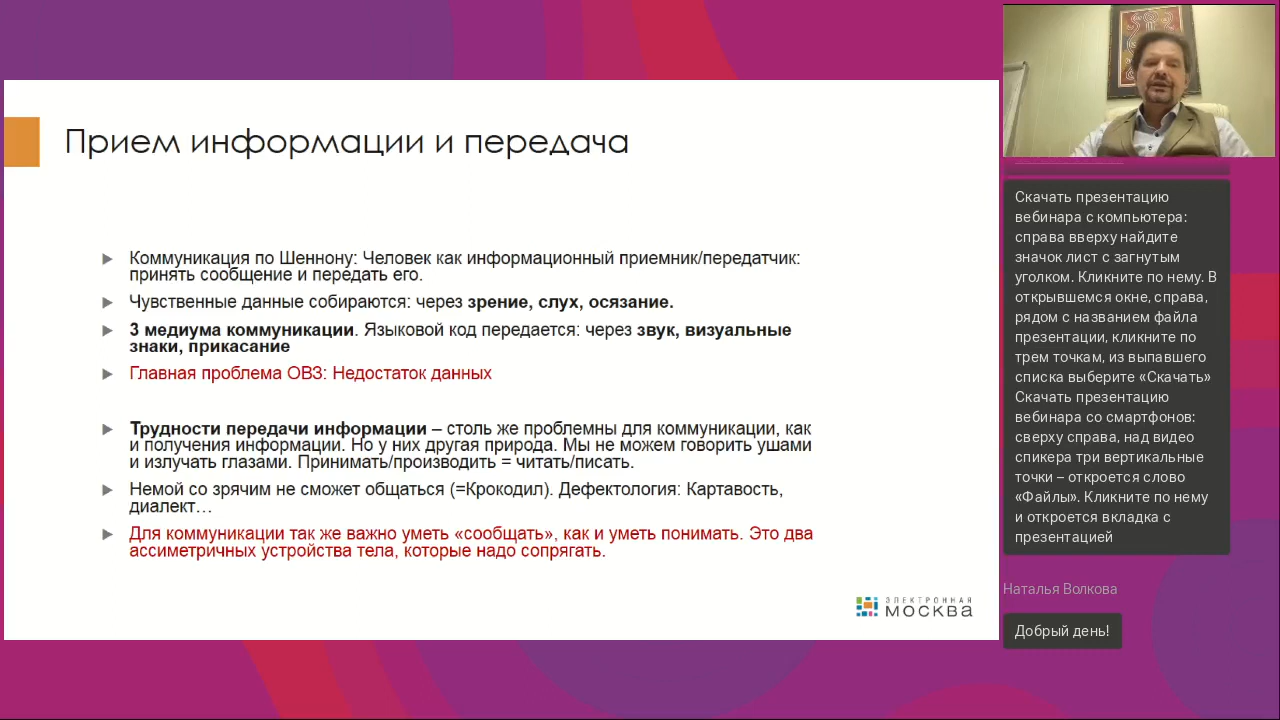 Прием информации и передача
Коммуникация по Шеннону: Человек как информационный приемник/передатчик:
принять сообщение и передать его.
Чувственные данные собираются: через зрение, слух, осязание.
3 медиума коммуникации. Языковой код передается: через звук, визуальные
знаки, прикасание
Главная проблема ОВЗ: Недостаток данных
Трудности передачи информации – столь же проблемны для коммуникации, как
и получения информации. Но у них другая природа. Мы не можем говорить ушами
и излучать глазами. Принимать/производить = читать/писать.
Немой со зрячим не сможет общаться (=Крокодил). Дефектология: Картавость,
диалект…
Для коммуникации так же важно уметь «сообщать», как и уметь понимать. Это два
ассиметричных устройства тела, которые надо сопрягать.
ЭЛЕКТРОННАЯ
МОСКВА
Скачать презентацию
вебинара с компьютера:
справа вверху найдите
значок лист с загнутым
уголком. Кликните по нему. В
открывшемся окне, справа,
рядом с названием файла
презентации, кликните по
трем точкам, из выпавшего
списка выберите «Скачать»
Скачать презентацию
вебинара со смартфонов:
сверху справа, над видео
спикера три вертикальные
точки – откроется слово
«Файлы». Кликните по нему
и откроется вкладка с
презентацией
Наталья Волкова
Добрый день!